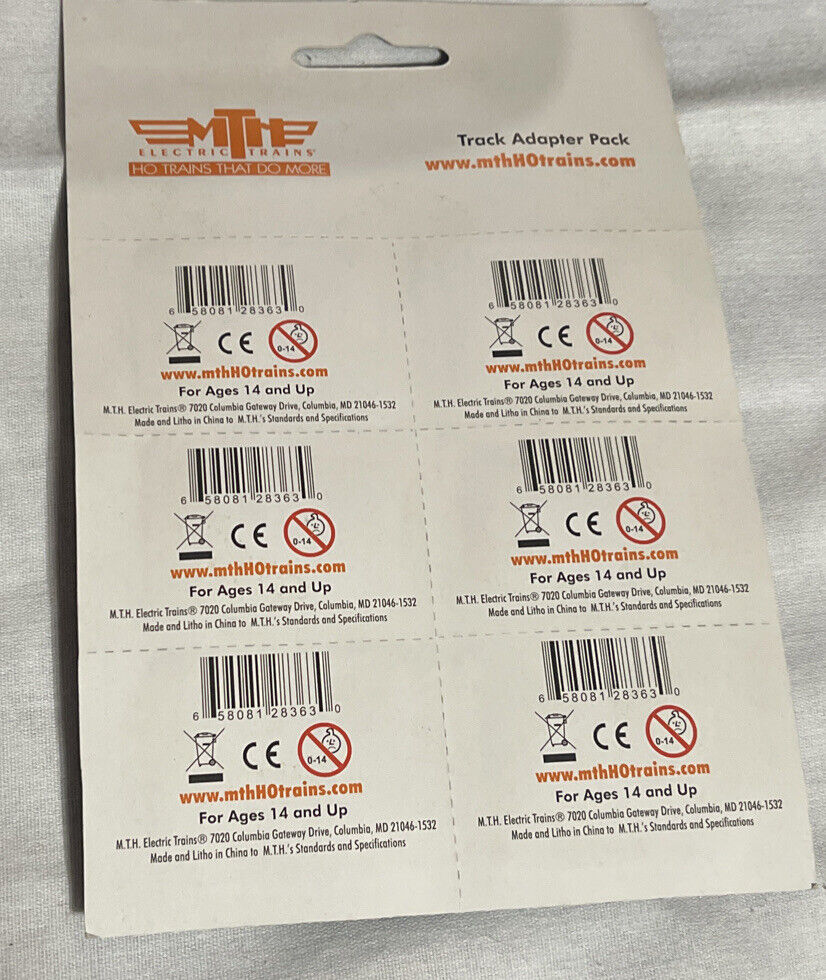 MTH
ELECTRIC TRAINS®
HO TRAINS THAT DO MORE
Track Adapter Pack
www.mthHOtrains.com
6 58081 28363 0
CE 0-14
www.mthHOtrains.com
For Ages 14 and Up
M.T.H. Electric Trains® 7020 Columbia Gateway Drive, Columbia, MD 21046-1532
Made and Litho in China to M.T.H.'s Standards and Specifications
6 58081 28363 0
CE 0-14
www.mthHOtrains.com
For Ages 14 and Up
M.T.H. Electric Trains® 7020 Columbia Gateway Drive, Columbia, MD 21046-1532
Made and Litho in China to M.T.H.'s Standards and Specifications
6 58081 28363 0
CE 0-14
www.mthHOtrains.com
For Ages 14 and Up
M.T.H. Electric Trains® 7020 Columbia Gateway Drive, Columbia, MD 21046-1532
Made and Litho in China to M.T.H.'s Standards and Specifications
6 58081 28363 0
CE 0-14
www.mthHOtrains.com
For Ages 14 and Up
M.T.H. Electric Trains® 7020 Columbia Gateway Drive, Columbia, MD 21046-1532
Made and Litho in China to M.T.H.'s Standards and Specifications
6 58081 28363 0
CE 0-14
www.mthHOtrains.com
For Ages 14 and Up
M.T.H. Electric Trains® 7020 Columbia Gateway Drive, Columbia, MD 21046-1532
Made and Litho in China to M.T.H.'s Standards and Specifications
6 58081 28363 0
CE 0-14
www.mthHOtrains.com
For Ages 14 and Up
M.T.H. Electric Trains® 7020 Columbia Gateway Drive, Columbia, MD 21046-1532
Made and Litho in China to M.T.H.'s Standards and Specifications